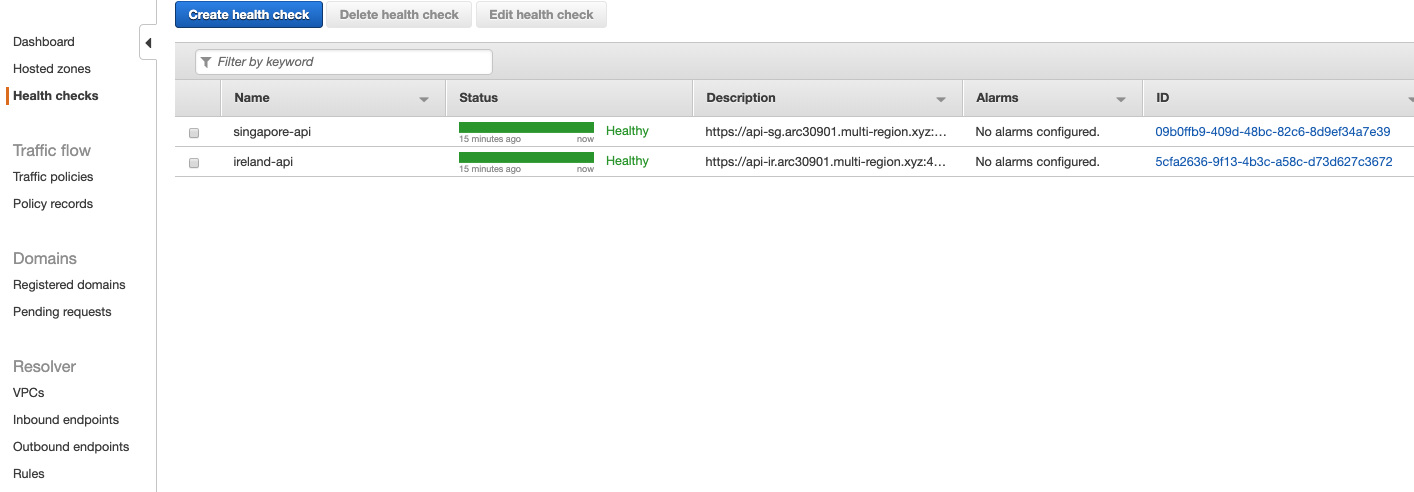 Create health check Delete health check Edit health check
Dashboard
Hosted zones
Health checks
Traffic flow
Traffic policies
Policy records
Domains
Registered domains
Pending requests
Resolver
VPCs
Inbound endpoints
Outbound endpoints
Rules
Filter by keyword
Name Status Description Alarms ID
singapore-api Healthy https://api-sg.arc30901.multi-region.xyz:... No alarms configured. 09b0ffb9-409d-48bc-82c6-8d9ef34a7e39
15 minutes ago now
ireland-api Healthy https://api-ir.arc30901.multi-region.xyz:4... No alarms configured. 5cfa2636-9f13-4b3c-a58c-d73d627c3672
15 minutes ago now